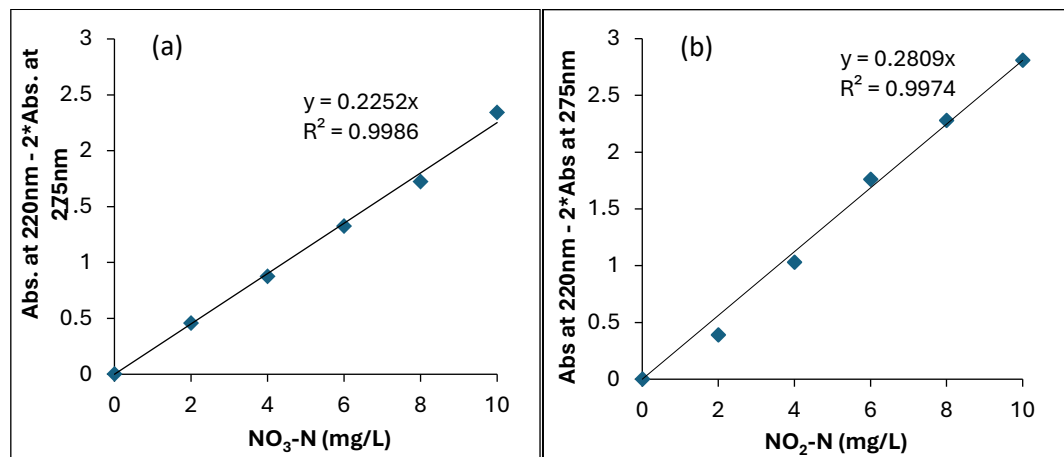 (a)
Abs. at 220nm - 2*Abs. at
275nm
3
2.5
2
1.5
1
0.5
0
y = 0.2252x
R² = 0.9986
0 2 4 6 8 10
NO₃-N (mg/L)
(b)
Abs at 220nm - 2*Abs at 275nm
3
2.5
2
1.5
1
0.5
0
y = 0.2809x
R² = 0.9974
0 2 4 6 8 10
NO₂-N (mg/L)